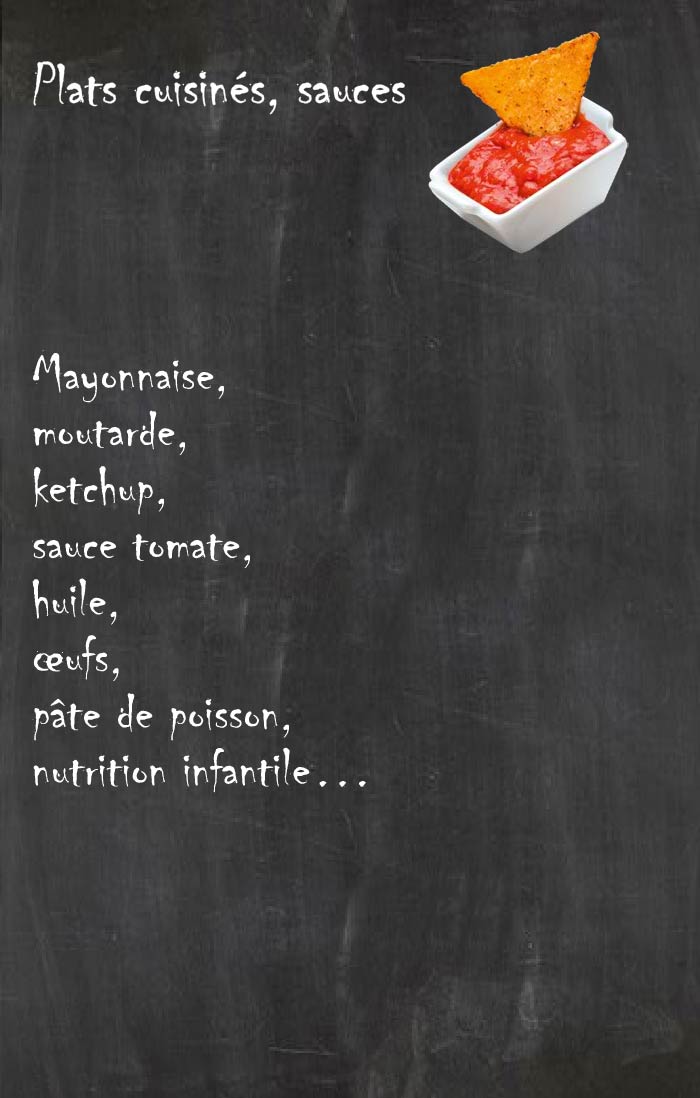 Plats cuisinés, sauces
Mayonnaise,
moutarde,
ketchup,
sauce tomate,
huile,
œufs,
pâte de poisson,
nutrition infantile...